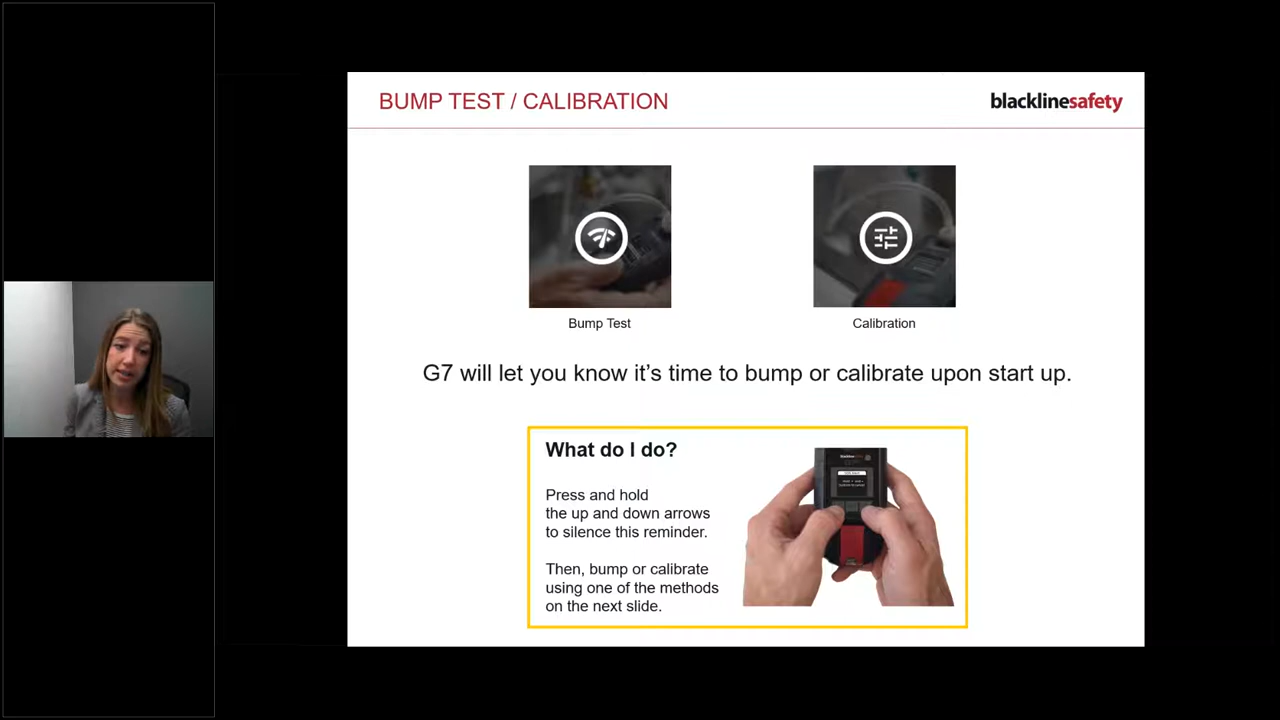 BUMP TEST / CALIBRATION
blacklinesafety
Bump Test
Calibration
G7 will let you know it's time to bump or calibrate upon start up.
What do I do?
Press and hold
the up and down arrows
to silence this reminder.
Then, bump or calibrate
using one of the methods
on the next slide.